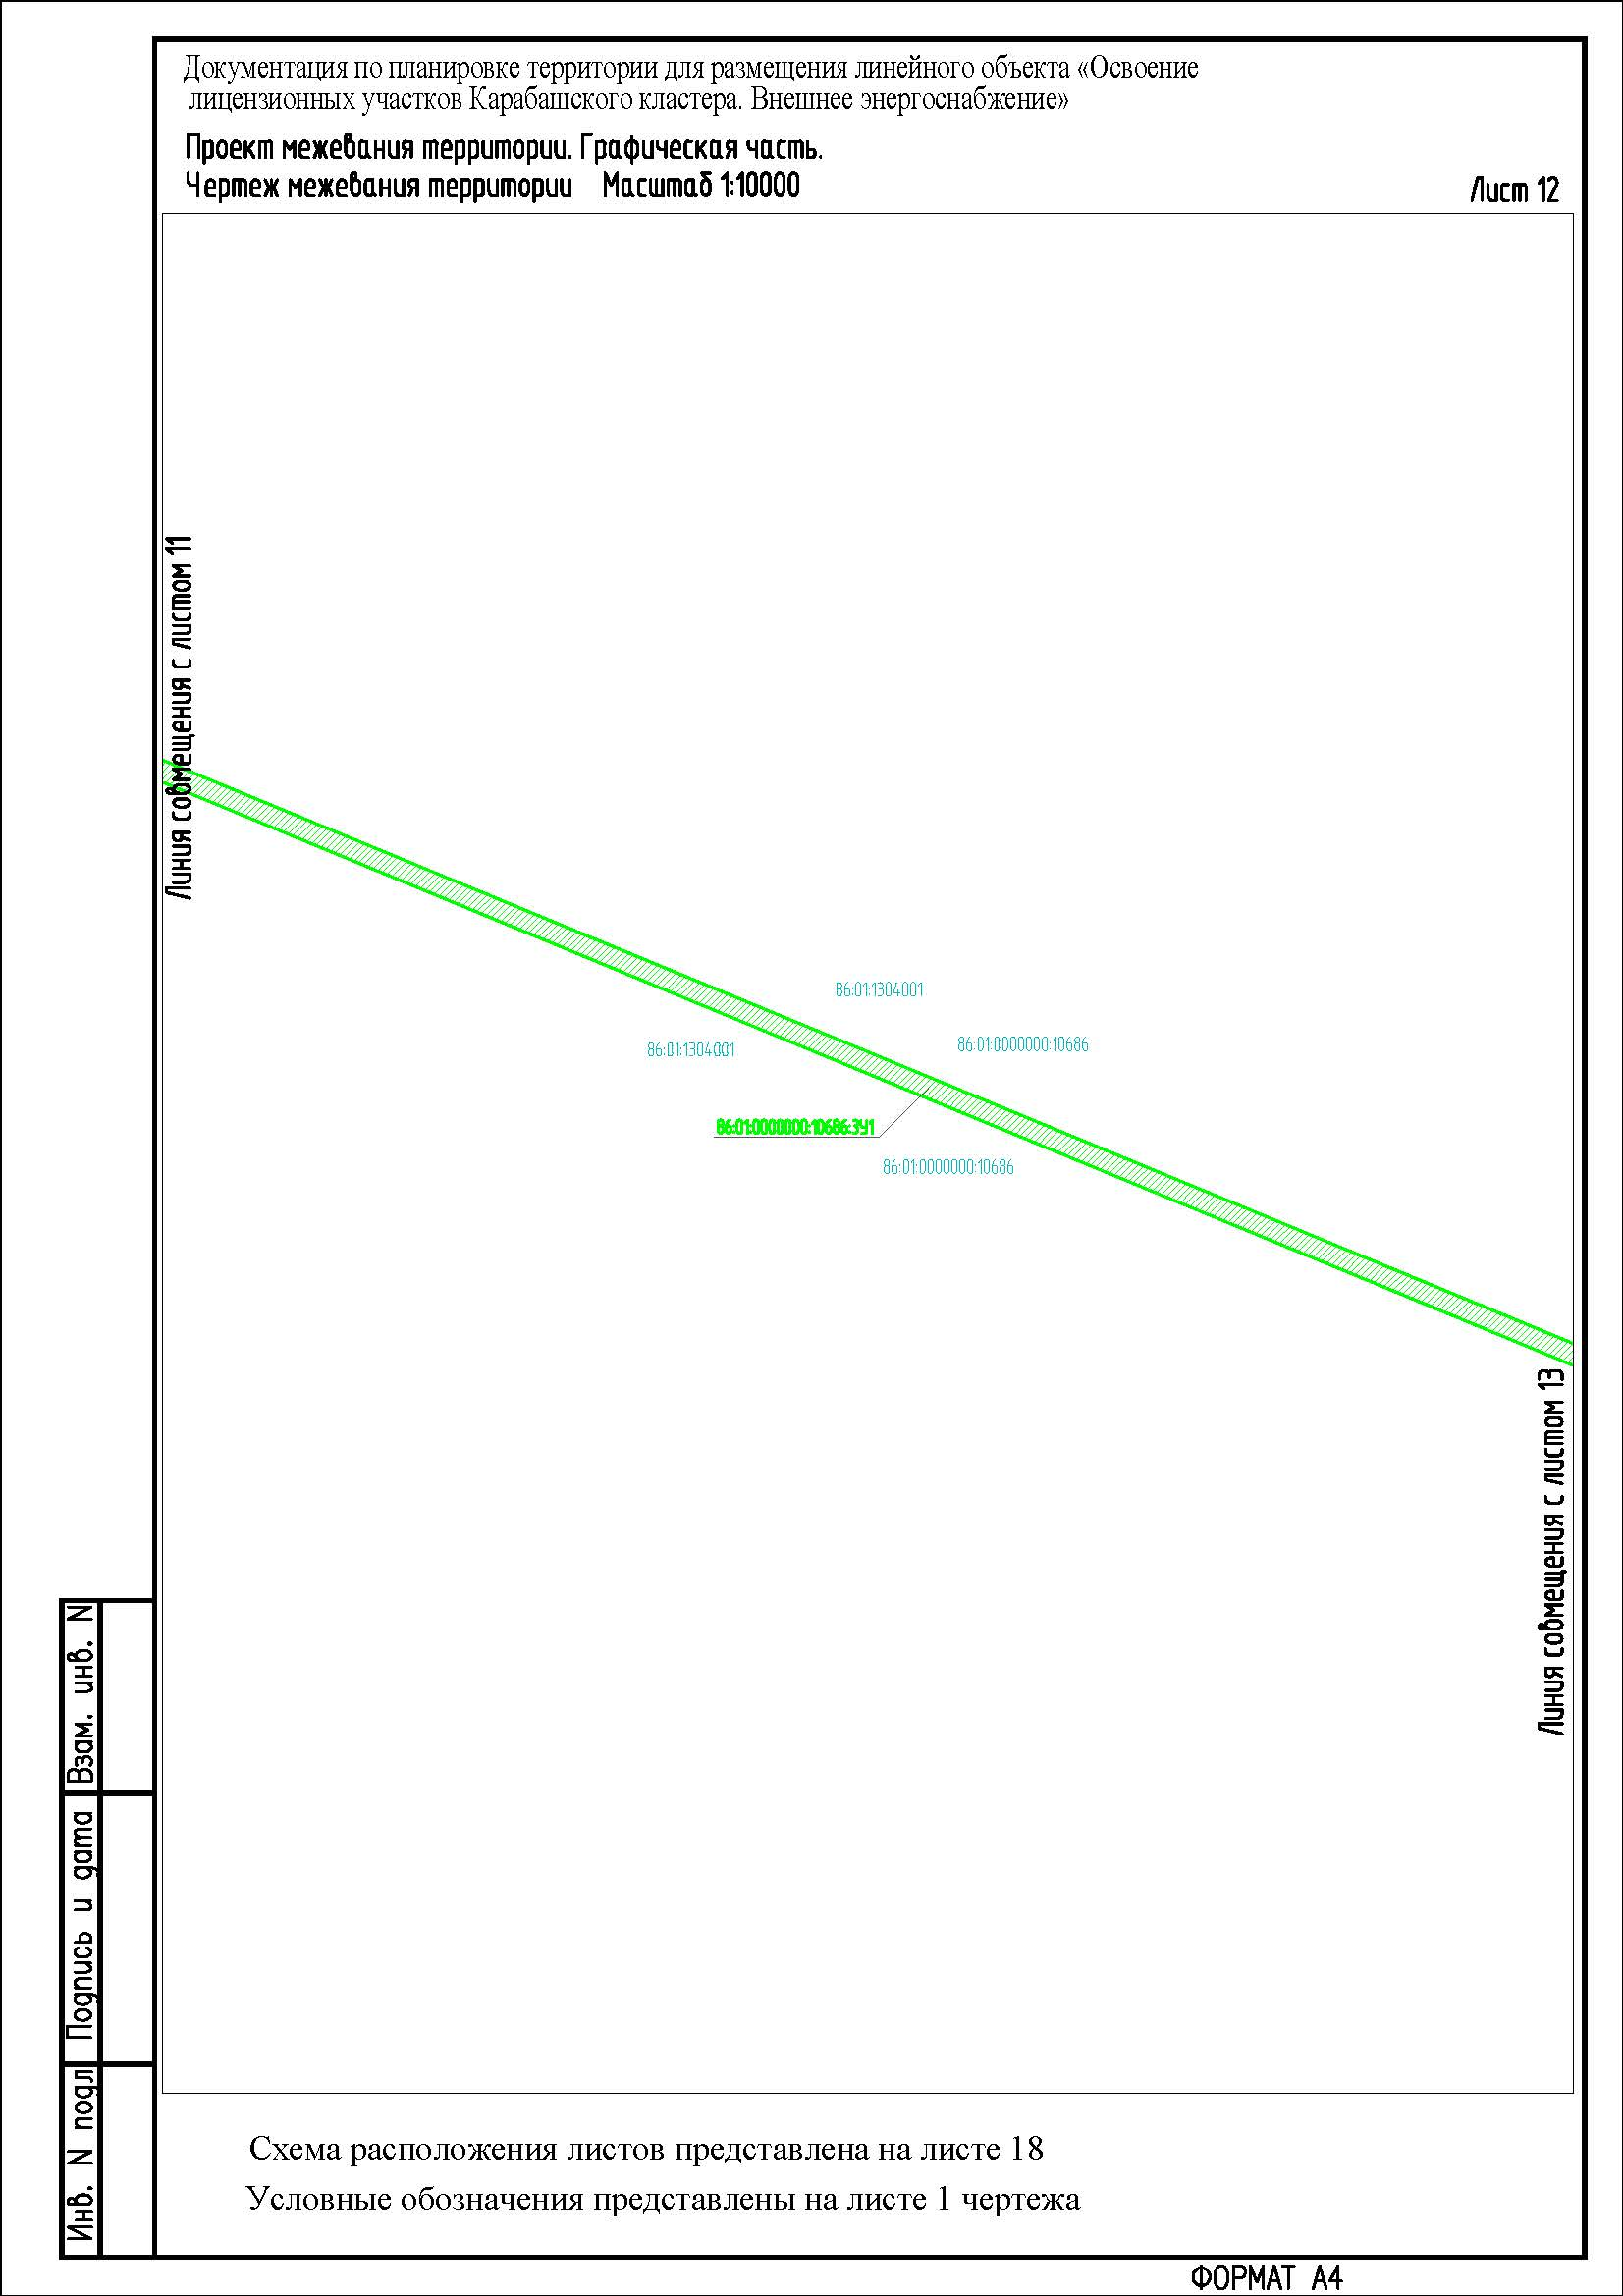 Документация по планировке территории для размещения линейного объекта «Освоение
лицензионных участков Карабашского кластера. Внешнее энергоснабжение»
Проект межевания территории. Графическая часть.
Чертеж межевания территории Масштаб 1:10000
Лист 12
Линия совмещения с листом 11
86:01:1304001
86:01:1304001
86:01:0000000:10686
86:01:0000000:10686:ЗУ1
86:01:0000000:10686
Линия совмещения с листом 13
Взам. инв. N
Подпись и дата
Инв. N подл
Схема расположения листов представлена на листе 18
Условные обозначения представлены на листе 1 чертежа
ФОРМАТ А4